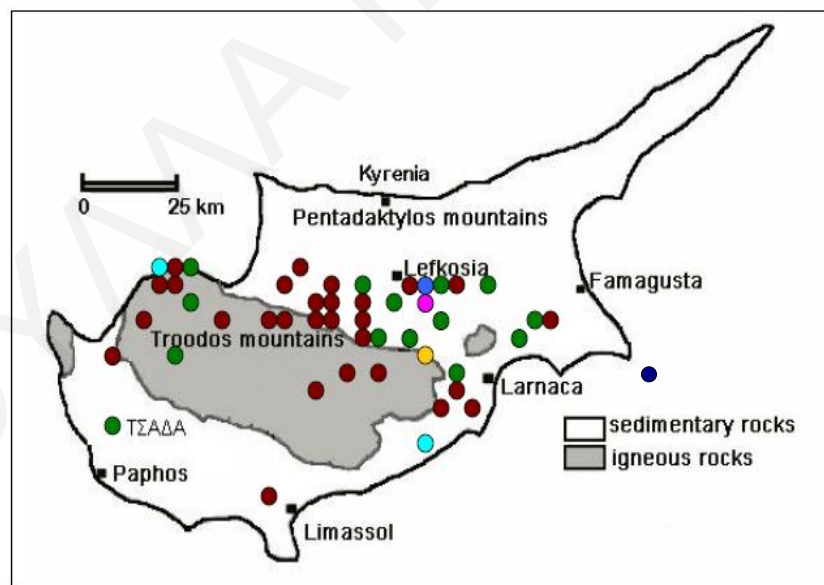 Kyrenia
0 25 km
Pentadaktylos mountains
Lefkosia
Famagusta
Troodos mountains
Larnaca
ΤΣΑΔΑ
sedimentary rocks
igneous rocks
Paphos
Limassol